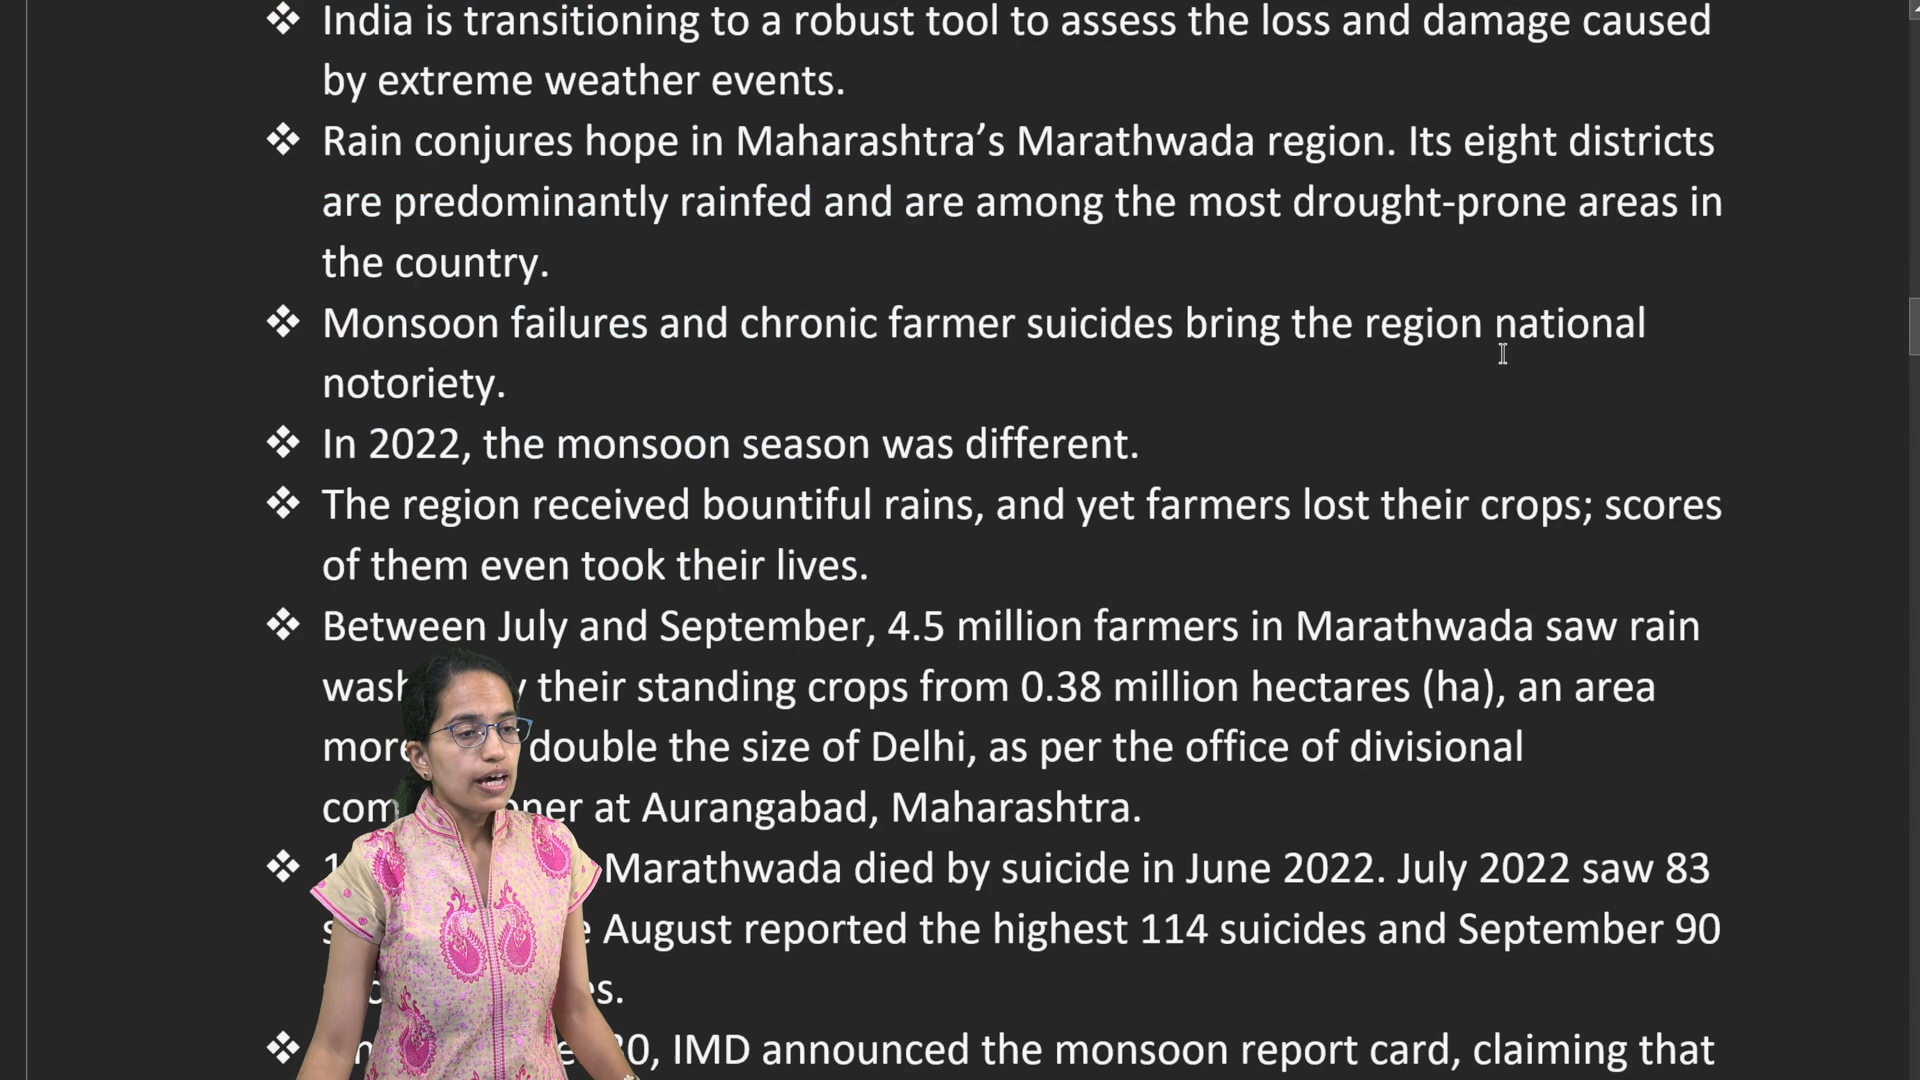 ❖ India is transitioning to a robust tool to assess the loss and damage caused
by extreme weather events.
❖ Rain conjures hope in Maharashtra’s Marathwada region. Its eight districts
are predominantly rainfed and are among the most drought-prone areas in
the country.
❖ Monsoon failures and chronic farmer suicides bring the region national
notoriety.
❖ In 2022, the monsoon season was different.
❖ The region received bountiful rains, and yet farmers lost their crops; scores
of them even took their lives.
❖ Between July and September, 4.5 million farmers in Marathwada saw rain
their standing crops from 0.38 million hectares (ha), an area
more double the size of Delhi, as per the office of divisional
at Aurangabad, Maharashtra.
❖ Marathwada died by suicide in June 2022. July 2022 saw 83
August reported the highest 114 suicides and September 90
❖ IMD announced the monsoon report card, claiming that